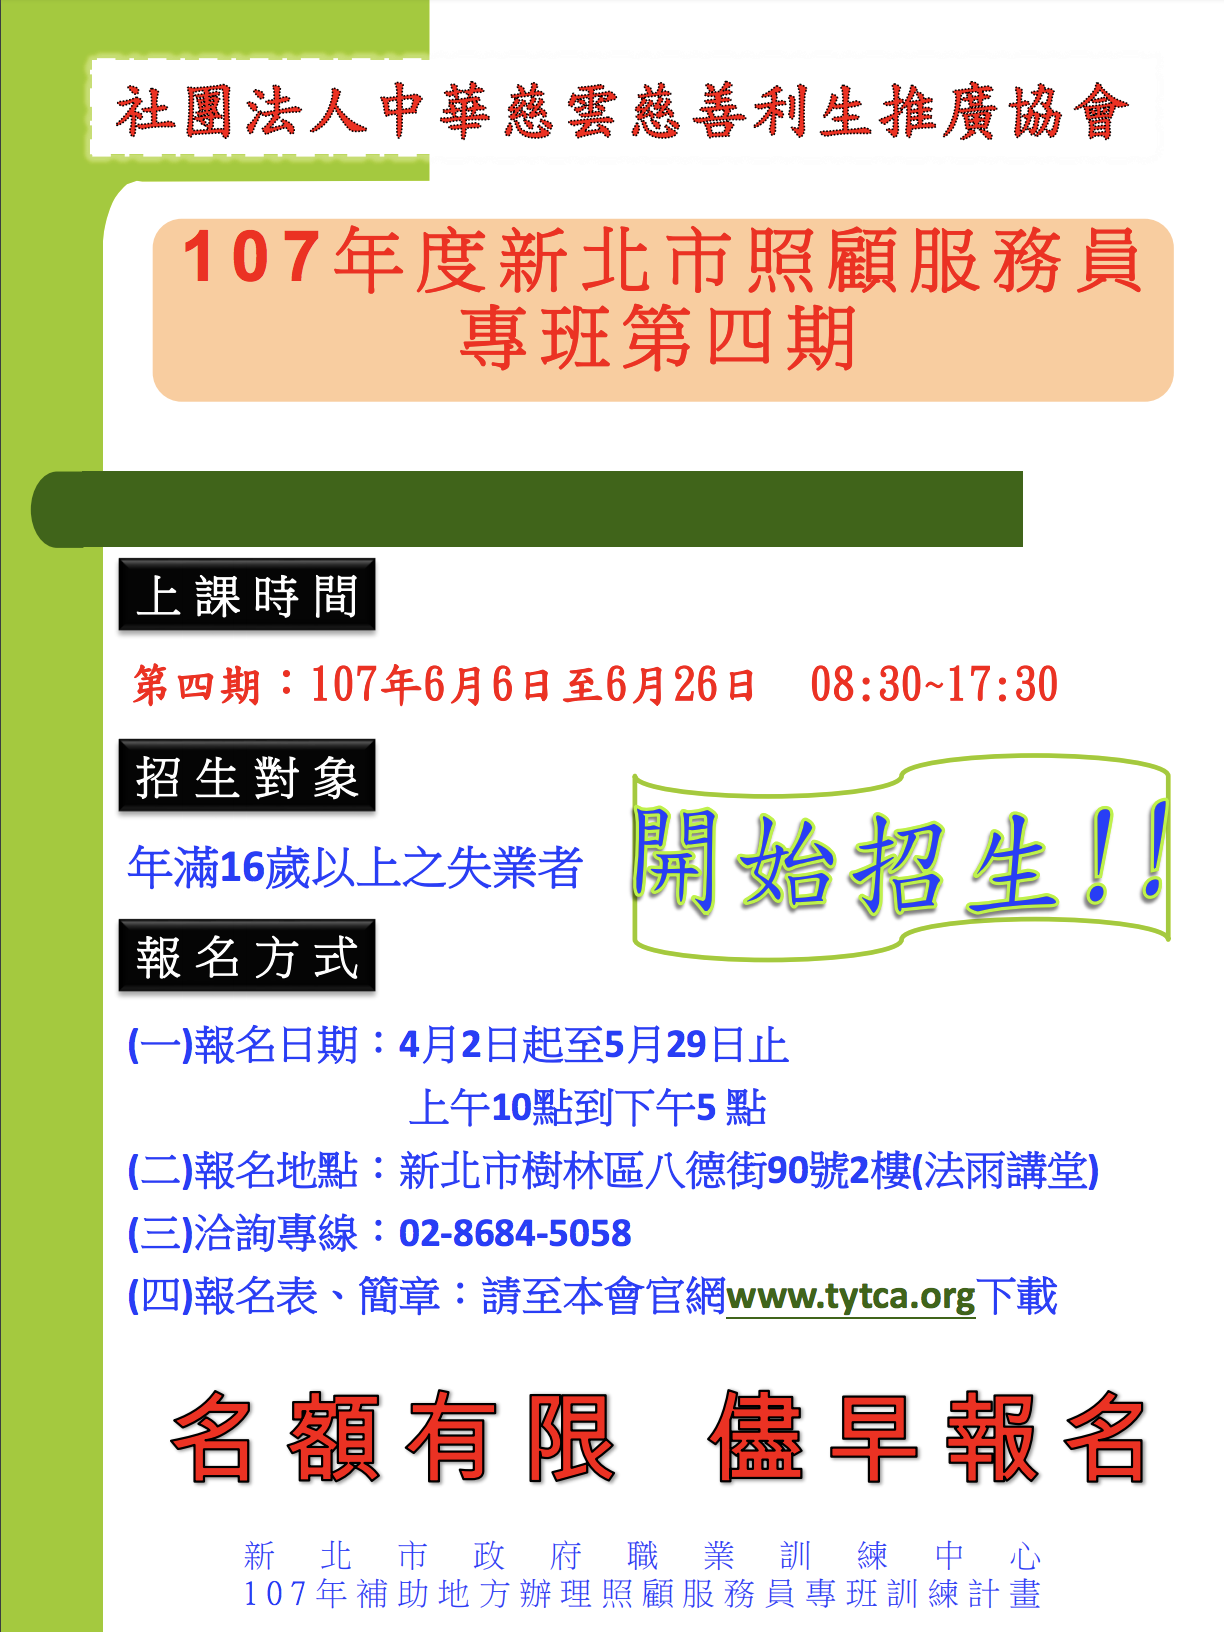 社團法人中華慈雲慈善利生推廣協會
107年度新北市照顧服務員
專班第四期
上課時間
第四期：107年6月6日至6月26日　08:30~17:30
招生對象
開始招生!!
年滿16歲以上之失業者
報名方式
(一)報名日期：4月2日起至5月29日止
上午10點到下午5 點
(二)報名地點：新北市樹林區八德街90號2樓(法雨講堂)
(三)洽詢專線：02-8684-5058
(四)報名表、簡章：請至本會官網www.tytca.org下載
名額有限　儘早報名
新北市政府職業訓練中心
107年補助地方辦理照顧服務員專班訓練計畫